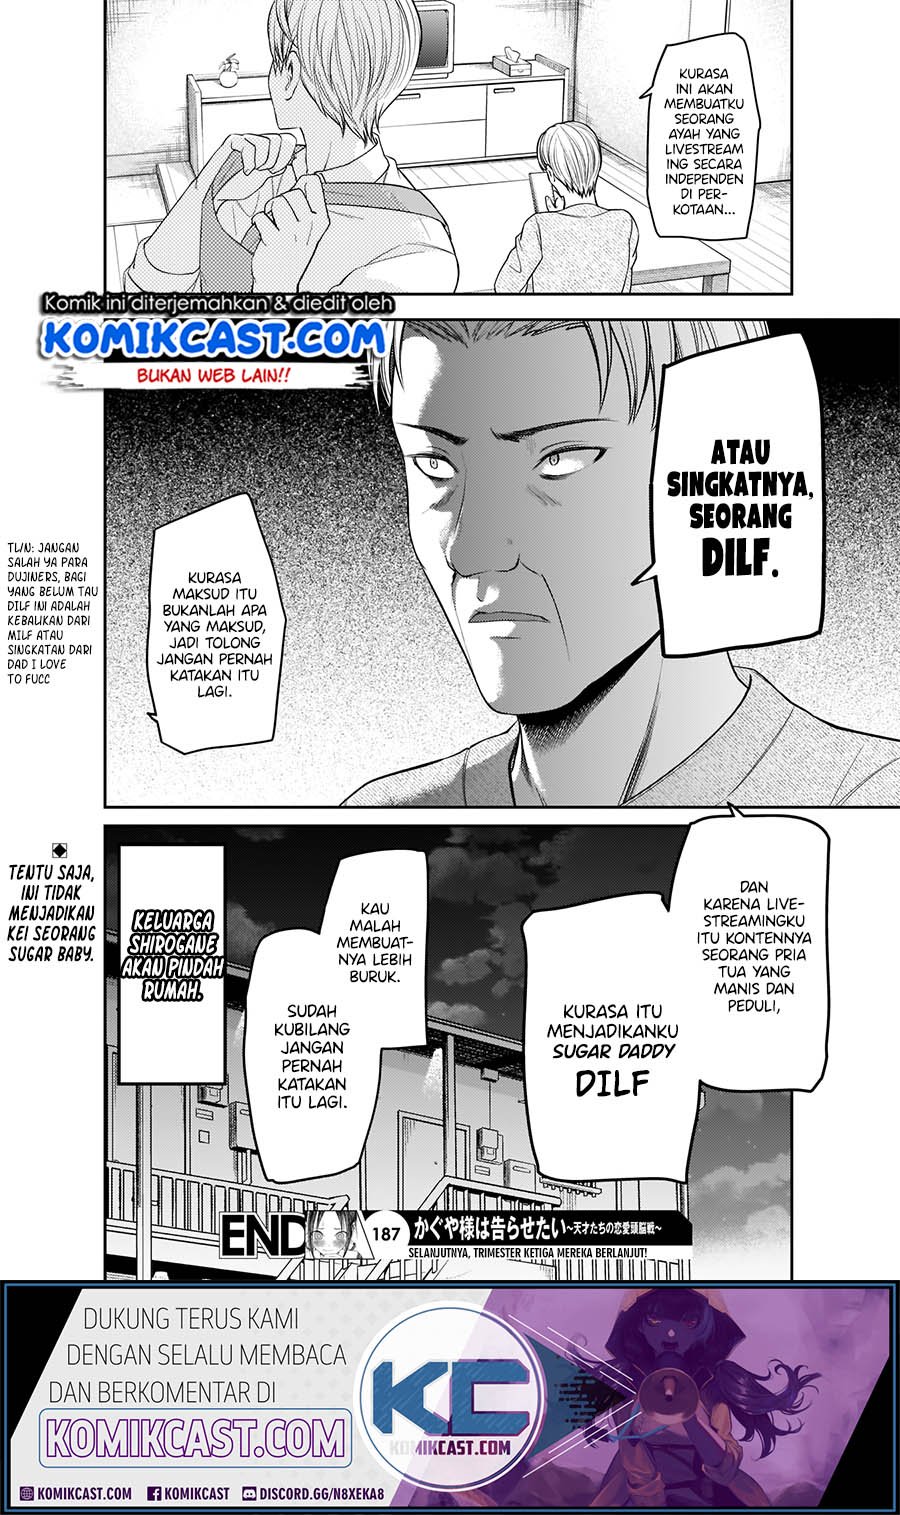 KURASA
INI AKAN
MEMBUATKU
SEORANG
AYAH YANG
LIVESTREAM
ING SECARA
INDEPENDEN
DI PER-
KOTAAN...
Komik ini diterjemahkan & diedit oleh
KOMIKCAST.COM
BUKAN WEB LAIN!!
ATAU
SINGKATNYA,
SEORANG
DILF.
KURASA
MAKSUD ITU
BUKANLAH APA
YANG MAKSUD,
JADI TOLONG
JANGAN PERNAH
KATAKAN ITU
LAGI.
TL/N: JANGAN
SALAH YA PARA
DUJINERS, BAGI
YANG BELUM TAU
DILF INI ADALAH
KEBALIKAN DARI
MILF ATAU
SINGKATAN DARI
DAD I LOVE
TO FUCC
DAN
KARENA LIVE-
STREAMINGKU
ITU KONTENNYA
SEORANG PRIA
TUA YANG
MANIS DAN
PEDULI,
KURASA ITU
MENJADIKANKU
SUGAR DADDY
DILF
KAU
MALAH
MEMBUAT-
NYA LEBIH
BURUK.
SUDAH
KUBILANG
JANGAN
PERNAH
KATAKAN
ITU LAGI.
KELUARGA
SHIROGANE
AKAN PINDAH
RUMAH.
TENTU SAJA,
INI TIDAK
MENJADIKAN
KEI SEORANG
SUGAR BABY.
END
187
かぐや様は告らせたい~天才たちの恋愛頭脳戦~
SELANJUTNYA, TRIMESTER KETIGA MEREKA BERLANJUT!
DUKUNG TERUS KAMI
DENGAN SELALU MEMBACA
DAN BERKOMENTAR DI
KOMIKCAST.COM
KC
KOMIKCAST.COM
KOMIKCAST.COM
KOMIKCAST
DISCORD.GG/N8XEKA8